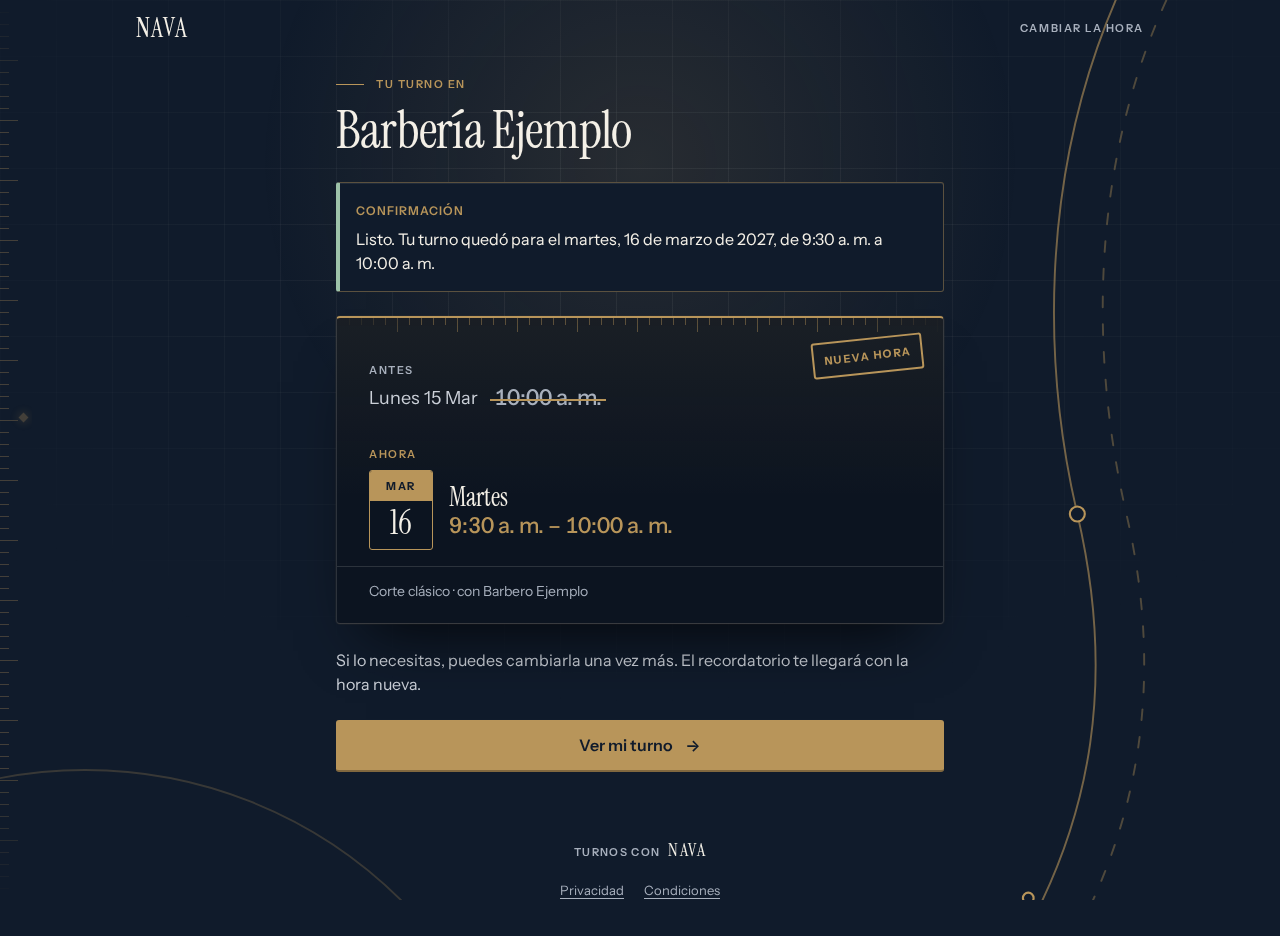 NAVA
CAMBIAR LA HORA
TU TURNO EN
Barbería Ejemplo
CONFIRMACIÓN
Listo. Tu turno quedó para el martes, 16 de marzo de 2027, de 9:30 a. m. a
10:00 a. m.
NUEVA HORA
ANTES
Lunes 15 Mar 10:00 a. m.
AHORA
MAR
16
Martes
9:30 a. m. – 10:00 a. m.
Corte clásico · con Barbero Ejemplo
Si lo necesitas, puedes cambiarla una vez más. El recordatorio te llegará con la
hora nueva.
Ver mi turno →
TURNOS CON NAVA
Privacidad Condiciones